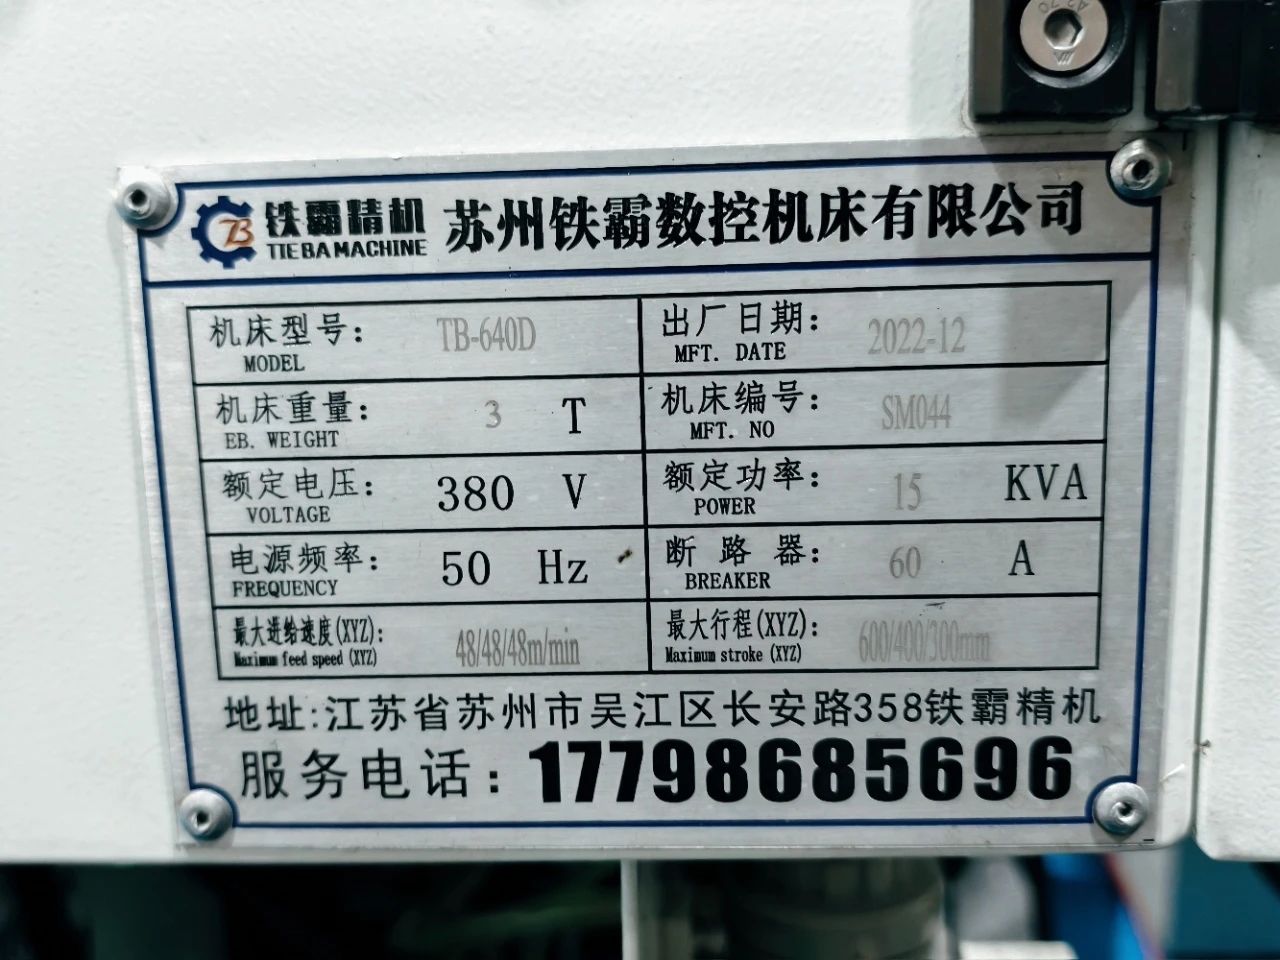 铁霸精机
TIE BA MACHINE
苏州铁霸数控机床有限公司
机床型号: TB-640D
MODEL
出厂日期: 2022-12
MFT. DATE
机床重量: 3 T
EB. WEIGHT
机床编号: SM044
MFT. NO
额定电压: 380 V
VOLTAGE
额定功率: 15 KVA
POWER
电源频率: 50 Hz
FREQUENCY
断路器: 60 A
BREAKER
最大进给速度(XYZ): 48/48/48m/min
Maximum feed speed (XYZ)
最大行程(XYZ): 600/400/300mm
Maximum stroke (XYZ)
地址:江苏省苏州市吴江区长安路358铁霸精机
服务电话: 17798685696